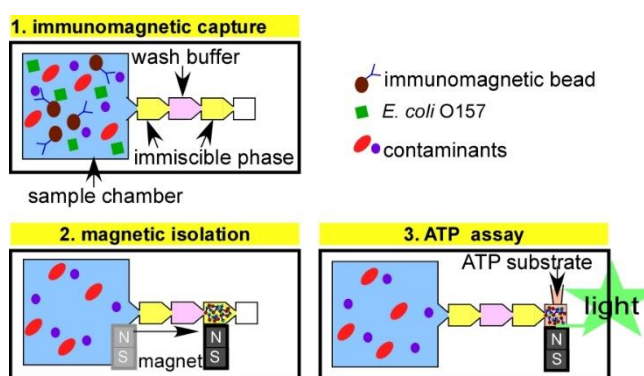 1. immunomagnetic capture
wash buffer
immiscible phase
sample chamber
immunomagnetic bead
E. coli O157
contaminants
2. magnetic isolation
N
S
magnet
N
S
3. ATP assay
ATP substrate
light
N
S